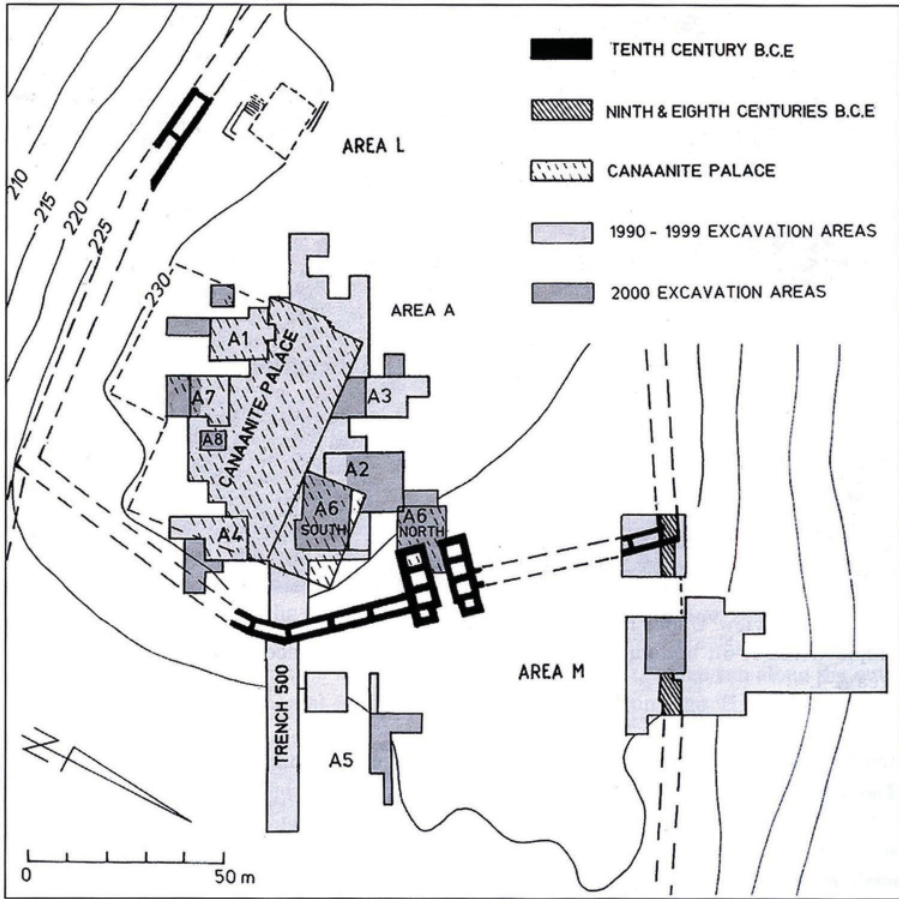 TENTH CENTURY B.C.E
NINTH & EIGHTH CENTURIES B.C.E
CANAANITE PALACE
1990 - 1999 EXCAVATION AREAS
2000 EXCAVATION AREAS
AREA L
210
215
220
225
230
AREA A
A1
CANAANITE PALACE
A7
A3
A8
A2
A6
SOUTH
A6
NORTH
A4
AREA M
TRENCH 500
A5
N
0
50 m